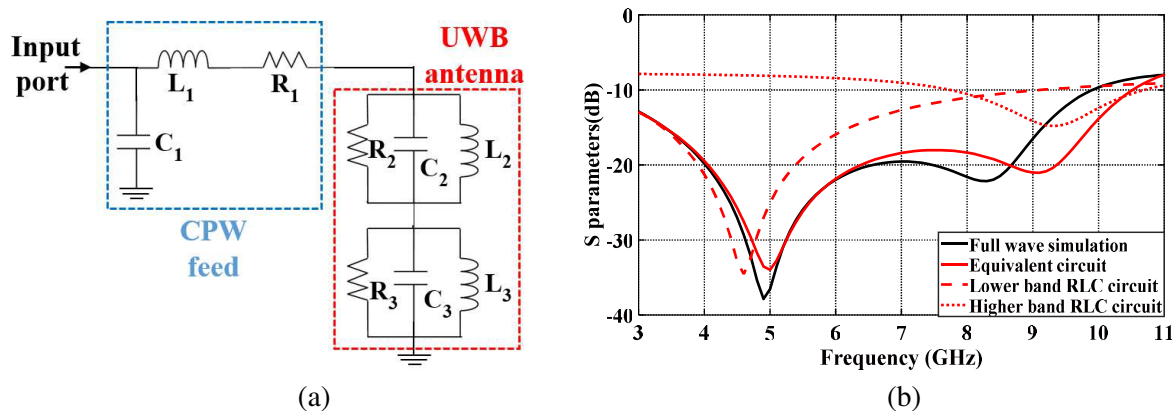 Input
port
L1
R1
C1
CPW
feed
UWB
antenna
R2
C2
L2
R3
C3
L3
(a)
S parameters(dB)
0
-10
-20
-30
-40
3 4 5 6 7 8 9 10 11
Frequency (GHz)
Full wave simulation
Equivalent circuit
Lower band RLC circuit
Higher band RLC circuit
(b)